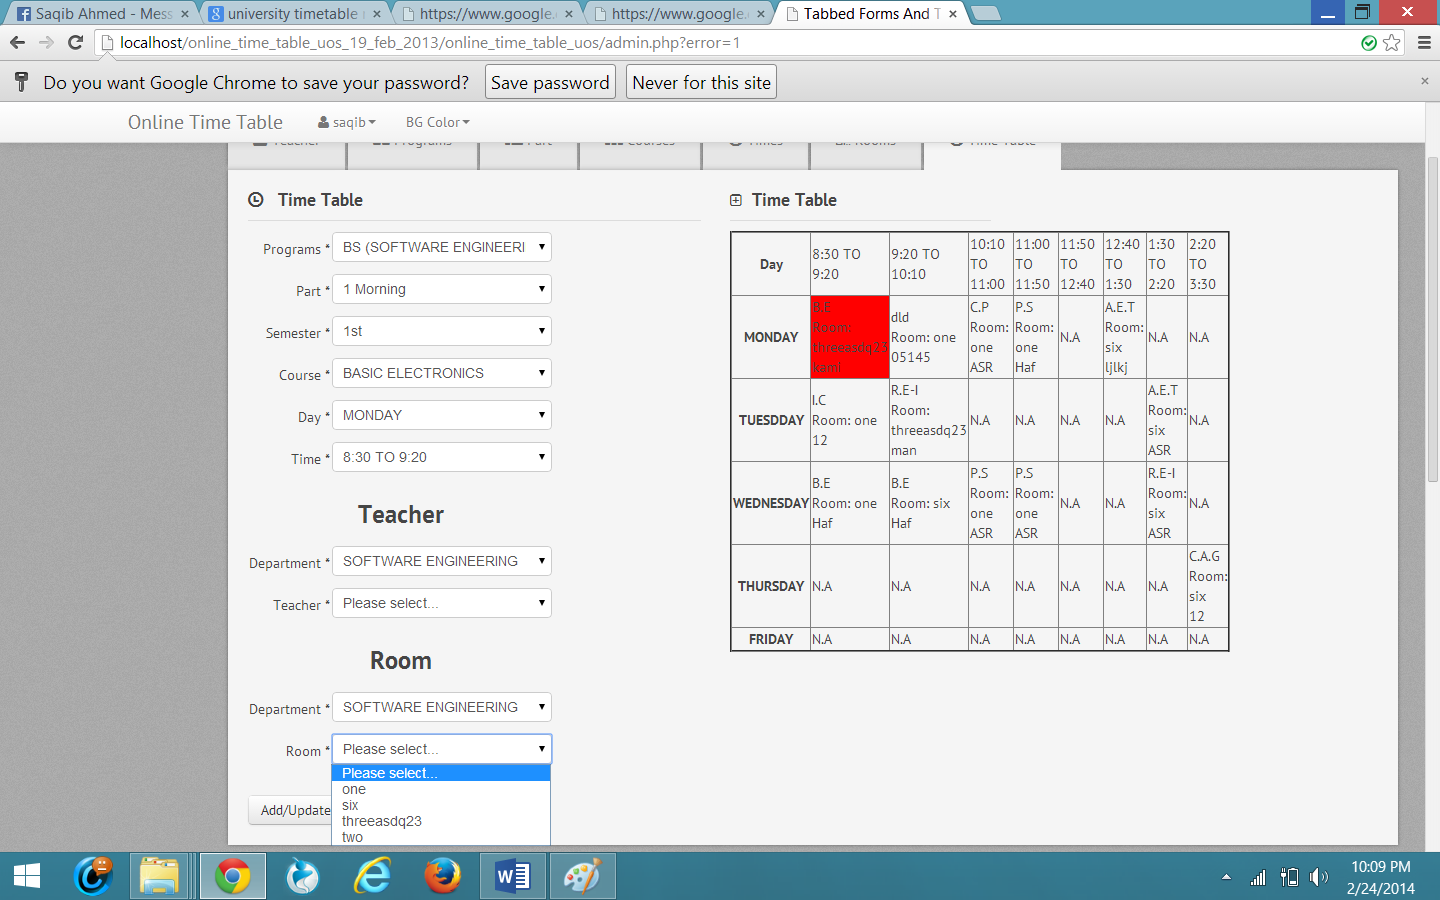 Saqib Ahmed - Mess
university timetable
https://www.google.
https://www.google.
Tabbed Forms And T
localhost/online_time_table_uos_19_feb_2013/online_time_table_uos/admin.php?error=1
Do you want Google Chrome to save your password? Save password Never for this site
Online Time Table saqib BG Color
Teacher Programs Part Courses Times Rooms Time Table
Time Table
Programs * BS (SOFTWARE ENGINEERI
Part * 1 Morning
Semester * 1st
Course * BASIC ELECTRONICS
Day * MONDAY
Time * 8:30 TO 9:20
Teacher
Department * SOFTWARE ENGINEERING
Teacher * Please select...
Room
Department * SOFTWARE ENGINEERING
Room * Please select...
Please select...
one
six
threeasdq23
two
Add/Update
Time Table
Day
8:30 TO
9:20
9:20 TO
10:10
10:10
TO
11:00
11:00
TO
11:50
11:50
TO
12:40
12:40
TO
1:30
1:30
TO
2:20
2:20
TO
3:30
MONDAY
B.E
Room:
threeasdq23
kami
dld
Room: one
05145
C.P
Room:
one
ASR
P.S
Room:
one
Haf
N.A
A.E.T
Room:
six
ljlkj
N.A
N.A
TUESDDAY
I.C
Room: one
12
R.E-I
Room:
threeasdq23
man
N.A
N.A
N.A
N.A
A.E.T
Room:
six
ASR
N.A
WEDNESDAY
B.E
Room: one
Haf
B.E
Room: six
Haf
P.S
Room:
one
ASR
P.S
Room:
one
ASR
N.A
N.A
R.E-I
Room:
six
ASR
N.A
THURSDAY
N.A
N.A
N.A
N.A
N.A
N.A
N.A
C.A.G
Room:
six
12
FRIDAY
N.A
N.A
N.A
N.A
N.A
N.A
N.A
N.A
10:09 PM
2/24/2014